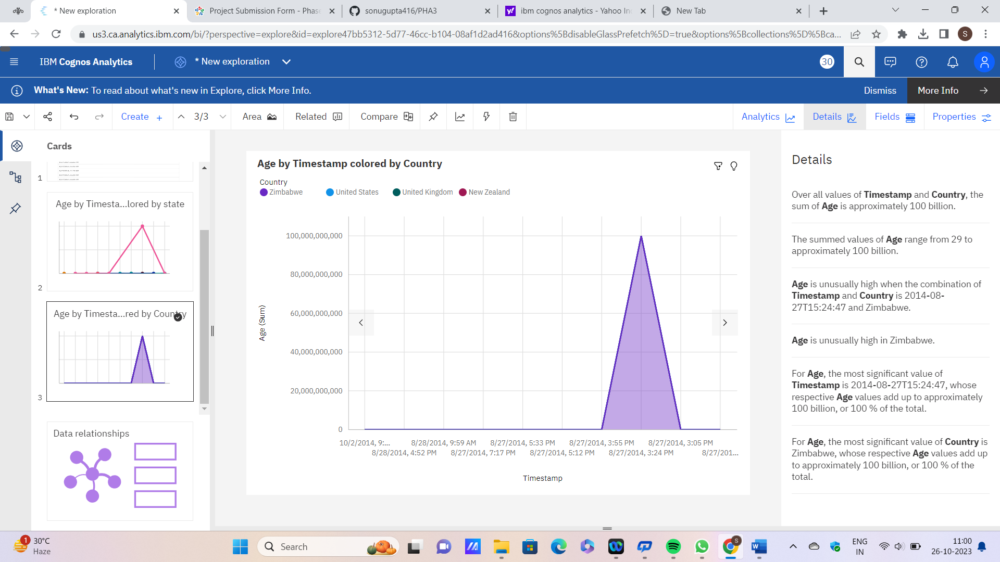 * New exploration
Project Submission Form - Phase
sonugupta416/PHA3
ibm cognos analytics - Yahoo In
New Tab
us3.ca.analytics.ibm.com/bi/?perspective=explore&id=explore47bb5312-5d77-46cc-b104-08af1d2ad416&options%5BdisableGlassPrefetch%5D=true&options%5Bcollections%5D%5Bca...
S
IBM Cognos Analytics
* New exploration
30
What's New: To read about what's new in Explore, click More Info.
Dismiss
More Info
Create
3/3
Area
Related
Compare
Analytics
Details
Fields
Properties
Cards
1
Age by Timesta...lored by state
2
Age by Timesta...red by Country
3
Data relationships
Age by Timestamp colored by Country
Country
Zimbabwe
United States
United Kingdom
New Zealand
Age (Sum)
100,000,000,000
80,000,000,000
60,000,000,000
40,000,000,000
20,000,000,000
0
10/2/2014, 9:...
8/28/2014, 9:59 AM
8/27/2014, 5:33 PM
8/27/2014, 3:55 PM
8/27/2014, 3:05 PM
8/28/2014, 4:52 PM
8/27/2014, 7:17 PM
8/27/2014, 5:12 PM
8/27/2014, 3:24 PM
8/27/201...
Timestamp
Details
Over all values of Timestamp and Country, the
sum of Age is approximately 100 billion.
The summed values of Age range from 29 to
approximately 100 billion.
Age is unusually high when the combination of
Timestamp and Country is 2014-08-
27T15:24:47 and Zimbabwe.
Age is unusually high in Zimbabwe.
For Age, the most significant value of
Timestamp is 2014-08-27T15:24:47, whose
respective Age values add up to approximately
100 billion, or 100 % of the total.
For Age, the most significant value of Country is
Zimbabwe, whose respective Age values add up
to approximately 100 billion, or 100 % of the
total.
1
30°C
Haze
Search
S
ENG
IN
11:00
26-10-2023